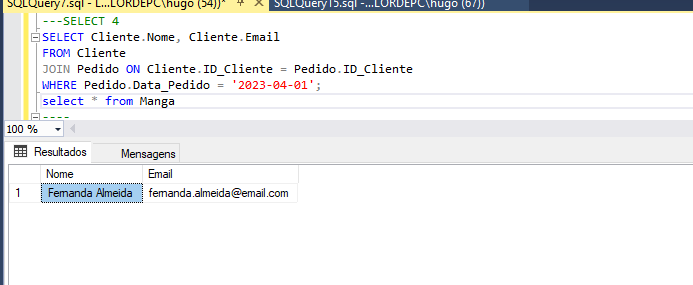 SQLQuery7.sql - L...LORDEPC\hugo (54))* SQLQuery15.sql -...LORDEPC\hugo (67))
---SELECT 4
SELECT Cliente.Nome, Cliente.Email
FROM Cliente
JOIN Pedido ON Cliente.ID_Cliente = Pedido.ID_Cliente
WHERE Pedido.Data_Pedido = '2023-04-01';
select * from Manga
----
100 %
Resultados Mensagens
Nome Email
1 Fernanda Almeida fernanda.almeida@email.com